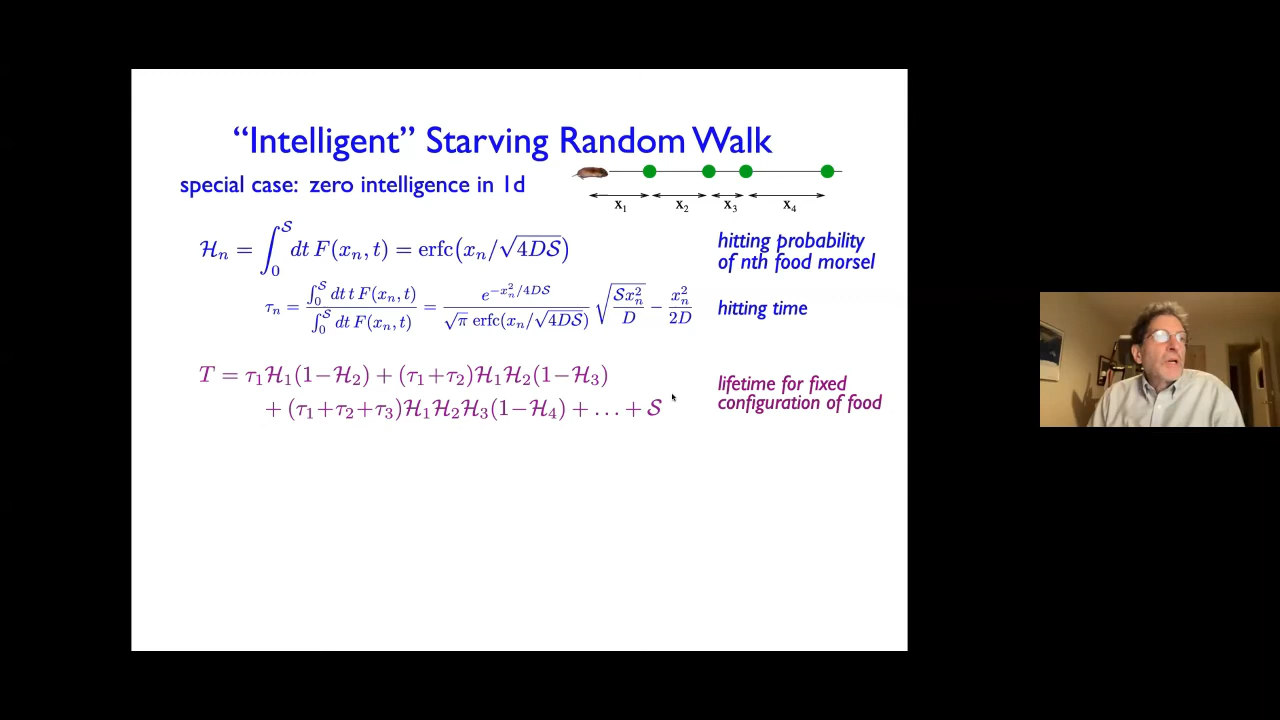 “Intelligent” Starving Random Walk
special case: zero intelligence in 1d
x₁ x₂ x₃ x₄
ℋₙ = ∫₀^𝒮 dt F(xₙ, t) = erfc(xₙ/√4D𝒮)
hitting probability
of nth food morsel
τₙ = ∫₀^𝒮 dt t F(xₙ, t) / ∫₀^𝒮 dt F(xₙ, t) = e^(−xₙ²/4D𝒮) / (√π erfc(xₙ/√4D𝒮)) √(𝒮xₙ²/D) − xₙ²/2D
hitting time
T = τ₁ℋ₁(1−ℋ₂) + (τ₁+τ₂)ℋ₁ℋ₂(1−ℋ₃)
+ (τ₁+τ₂+τ₃)ℋ₁ℋ₂ℋ₃(1−ℋ₄) + … + 𝒮
lifetime for fixed
configuration of food